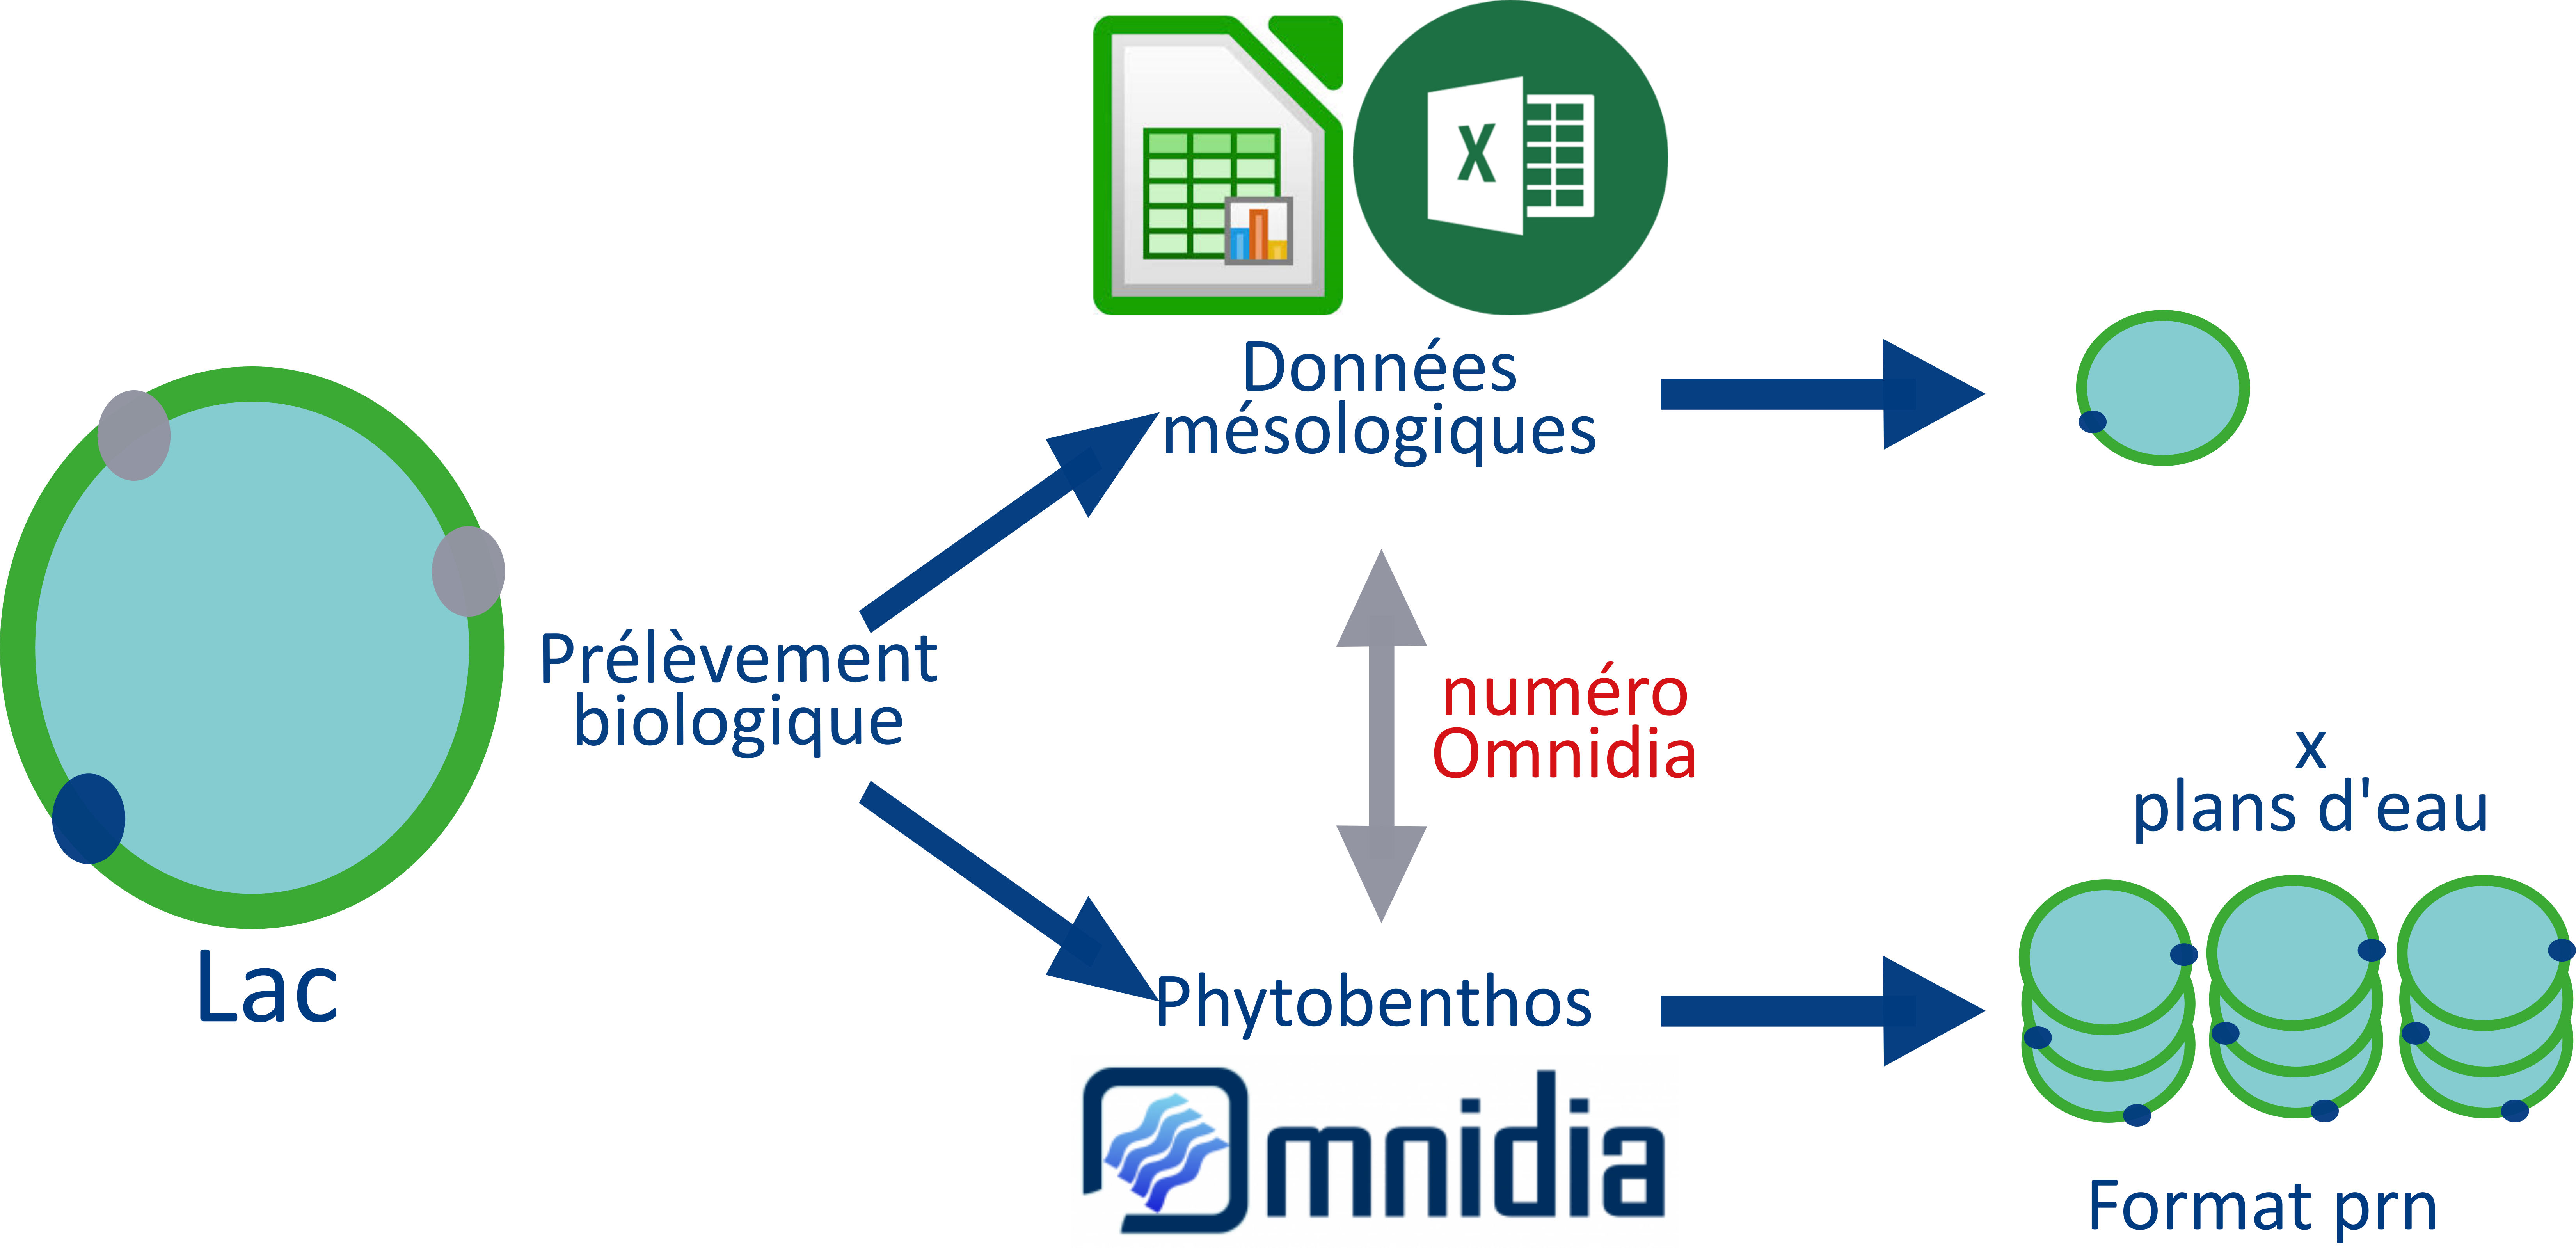 X
Données
mésologiques
Prélèvement
biologique
numéro
Omnidia
x
plans d'eau
Lac
Phytobenthos
Omnidia
Format prn